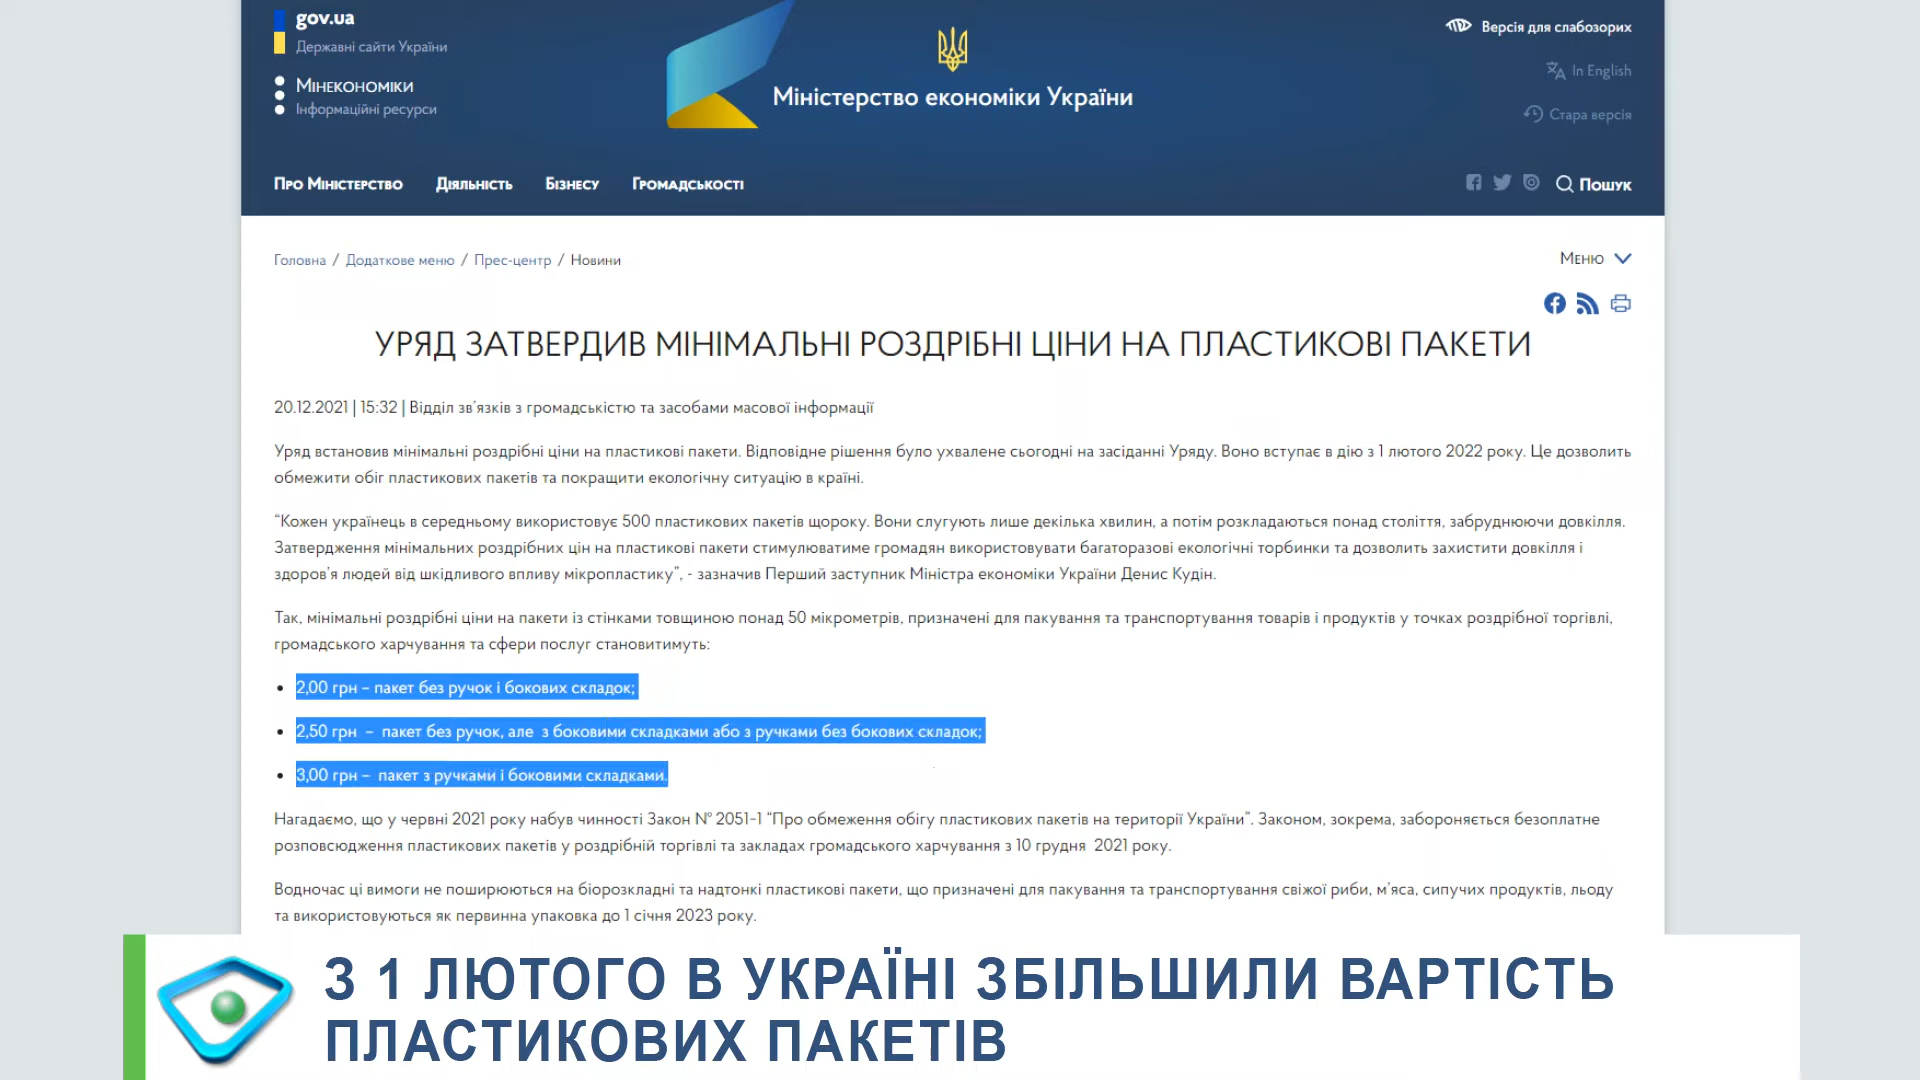 gov.ua
Державні сайти України
Мінекономіки
Інформаційні ресурси
Міністерство економіки України
Версія для слабозорих
In English
Стара версія
Про Міністерство Діяльність Бізнесу Громадськості
Пошук
Головна / Додаткове меню / Прес-центр / Новини
Меню
УРЯД ЗАТВЕРДИВ МІНІМАЛЬНІ РОЗДРІБНІ ЦІНИ НА ПЛАСТИКОВІ ПАКЕТИ
20.12.2021 | 15:32 | Відділ зв’язків з громадськістю та засобами масової інформації
Уряд встановив мінімальні роздрібні ціни на пластикові пакети. Відповідне рішення було ухвалене сьогодні на засіданні Уряду. Воно вступає в дію з 1 лютого 2022 року. Це дозволить
обмежити обіг пластикових пакетів та покращити екологічну ситуацію в країні.
“Кожен українець в середньому використовує 500 пластикових пакетів щороку. Вони слугують лише декілька хвилин, а потім розкладаються понад століття, забруднюючи довкілля.
Затвердження мінімальних роздрібних цін на пластикові пакети стимулюватиме громадян використовувати багаторазові екологічні торбинки та дозволить захистити довкілля і
здоров’я людей від шкідливого впливу мікропластику”, - зазначив Перший заступник Міністра економіки України Денис Кудін.
Так, мінімальні роздрібні ціни на пакети із стінками товщиною понад 50 мікрометрів, призначені для пакування та транспортування товарів і продуктів у точках роздрібної торгівлі,
громадського харчування та сфери послуг становитимуть:
• 2,00 грн – пакет без ручок і бокових складок;
• 2,50 грн – пакет без ручок, але з боковими складками або з ручками без бокових складок;
• 3,00 грн – пакет з ручками і боковими складками.
Нагадаємо, що у червні 2021 року набув чинності Закон № 2051-1 “Про обмеження обігу пластикових пакетів на території України”. Законом, зокрема, забороняється безоплатне
розповсюдження пластикових пакетів у роздрібній торгівлі та закладах громадського харчування з 10 грудня 2021 року.
Водночас ці вимоги не поширюються на біорозкладні та надтонкі пластикові пакети, що призначені для пакування та транспортування свіжої риби, м’яса, сипучих продуктів, льоду
та використовуються як первинна упаковка до 1 січня 2023 року.
З 1 ЛЮТОГО В УКРАЇНІ ЗБІЛЬШИЛИ ВАРТІСТЬ
ПЛАСТИКОВИХ ПАКЕТІВ